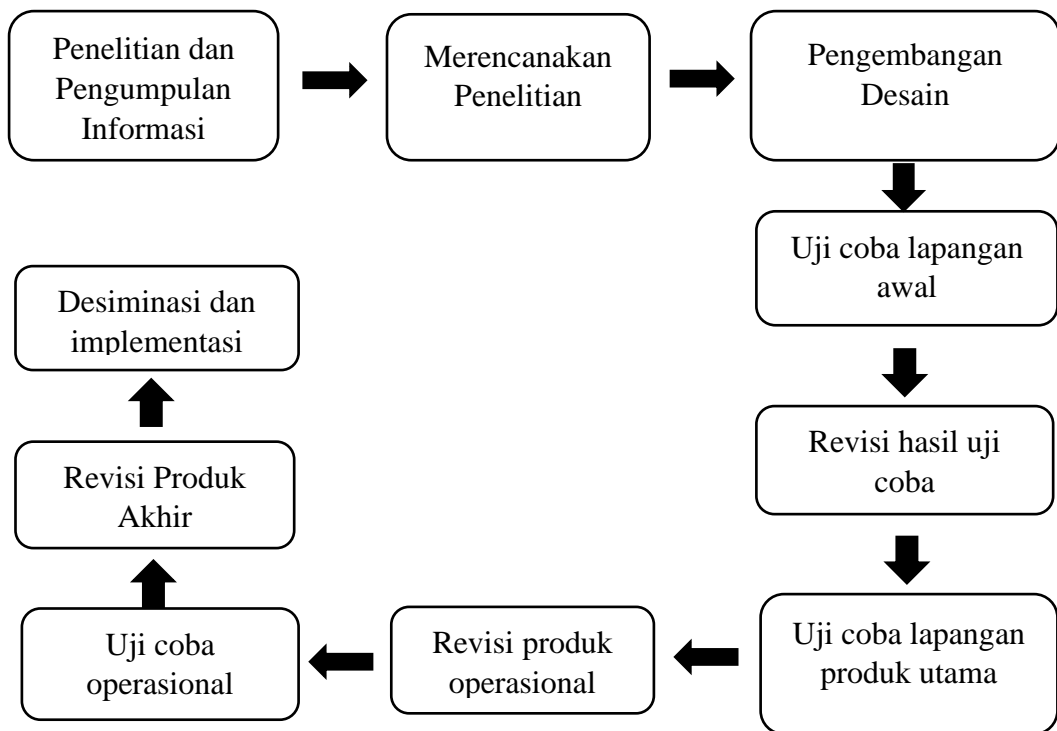 Penelitian dan
Pengumpulan
Informasi
Merencanakan
Penelitian
Pengembangan
Desain
Uji coba lapangan
awal
Revisi hasil uji
coba
Uji coba lapangan
produk utama
Revisi produk
operasional
Uji coba
operasional
Revisi Produk
Akhir
Desiminasi dan
implementasi